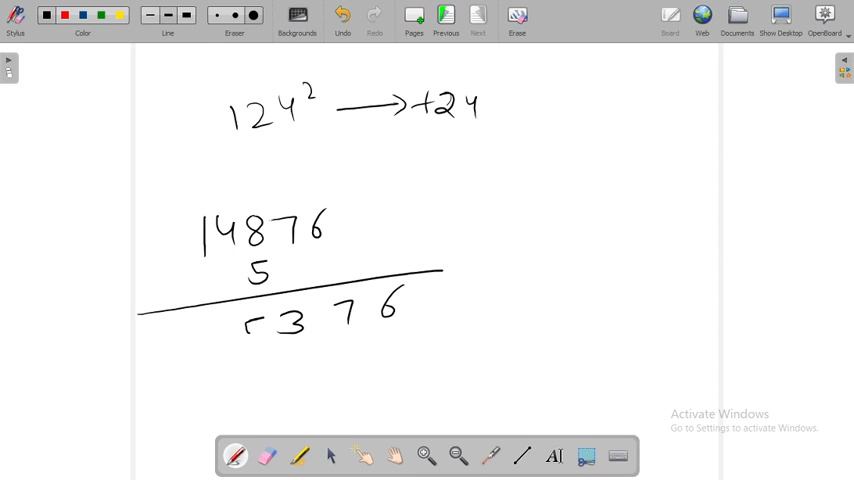 Stylus
Color
Line
Eraser
Backgrounds
Undo
Redo
Pages
Previous
Next
Erase
Board
Web
Documents
Show Desktop
OpenBoard
124² → +24
14876
5
5376
Activate Windows
Go to Settings to activate Windows.